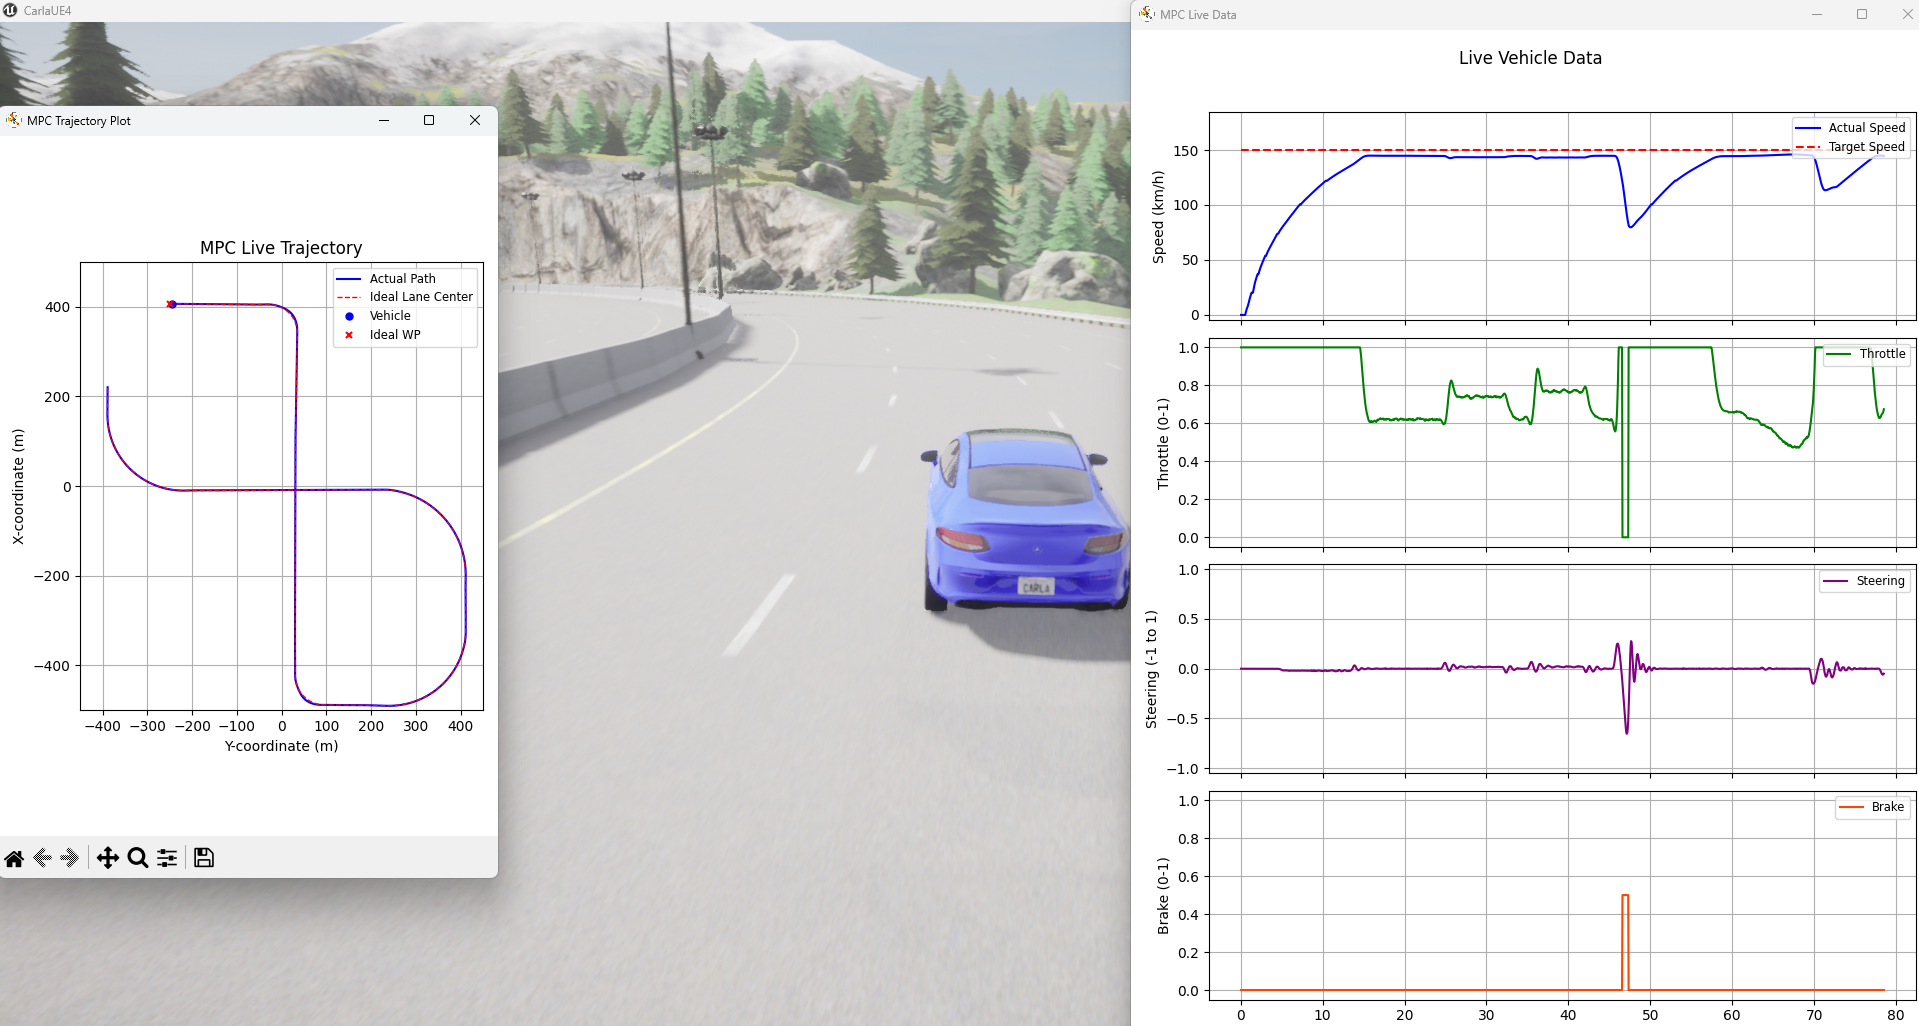 CarlaUE4
MPC Trajectory Plot
MPC Live Trajectory
Actual Path
Ideal Lane Center
Vehicle
Ideal WP
400
200
0
−200
−400
X-coordinate (m)
−400 −300 −200 −100 0 100 200 300 400
Y-coordinate (m)
CARLA
MPC Live Data
Live Vehicle Data
Actual Speed
Target Speed
150
100
50
0
Speed (km/h)
Throttle
1.0
0.8
0.6
0.4
0.2
0.0
Throttle (0-1)
Steering
1.0
0.5
0.0
−0.5
−1.0
Steering (-1 to 1)
Brake
1.0
0.8
0.6
0.4
0.2
0.0
Brake (0-1)
0 10 20 30 40 50 60 70 80